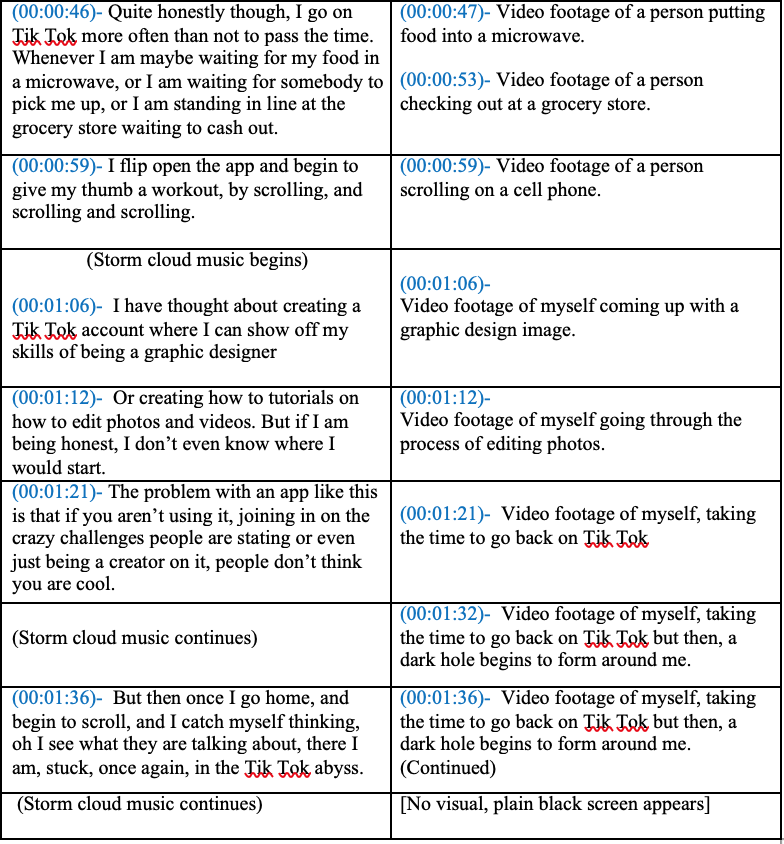 (00:00:46)- Quite honestly though, I go on
Tik Tok more often than not to pass the time.
Whenever I am maybe waiting for my food in
a microwave, or I am waiting for somebody to
pick me up, or I am standing in line at the
grocery store waiting to cash out.
(00:00:47)- Video footage of a person putting
food into a microwave.
(00:00:53)- Video footage of a person
checking out at a grocery store.
(00:00:59)- I flip open the app and begin to
give my thumb a workout, by scrolling, and
scrolling and scrolling.
(00:00:59)- Video footage of a person
scrolling on a cell phone.
(Storm cloud music begins)
(00:01:06)- I have thought about creating a
Tik Tok account where I can show off my
skills of being a graphic designer
(00:01:06)-
Video footage of myself coming up with a
graphic design image.
(00:01:12)- Or creating how to tutorials on
how to edit photos and videos. But if I am
being honest, I don’t even know where I
would start.
(00:01:12)-
Video footage of myself going through the
process of editing photos.
(00:01:21)- The problem with an app like this
is that if you aren’t using it, joining in on the
crazy challenges people are stating or even
just being a creator on it, people don’t think
you are cool.
(00:01:21)- Video footage of myself, taking
the time to go back on Tik Tok
(Storm cloud music continues)
(00:01:32)- Video footage of myself, taking
the time to go back on Tik Tok but then, a
dark hole begins to form around me.
(00:01:36)- But then once I go home, and
begin to scroll, and I catch myself thinking,
oh I see what they are talking about, there I
am, stuck, once again, in the Tik Tok abyss.
(00:01:36)- Video footage of myself, taking
the time to go back on Tik Tok but then, a
dark hole begins to form around me.
(Continued)
(Storm cloud music continues)
[No visual, plain black screen appears]